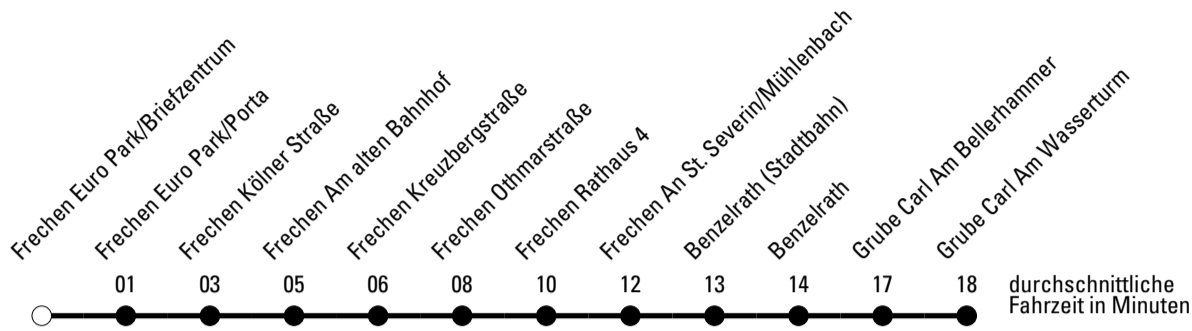 Frechen Euro Park/Briefzentrum
Frechen Euro Park/Porta
Frechen Kölner Straße
Frechen Am alten Bahnhof
Frechen Kreuzbergstraße
Frechen Othmarstraße
Frechen Rathaus 4
Frechen An St. Severin/Mühlenbach
Benzelrath (Stadtbahn)
Benzelrath
Grube Carl Am Bellerhammer
Grube Carl Am Wasserturm
01 03 05 06 08 10 12 13 14 17 18
durchschnittliche
Fahrzeit in Minuten